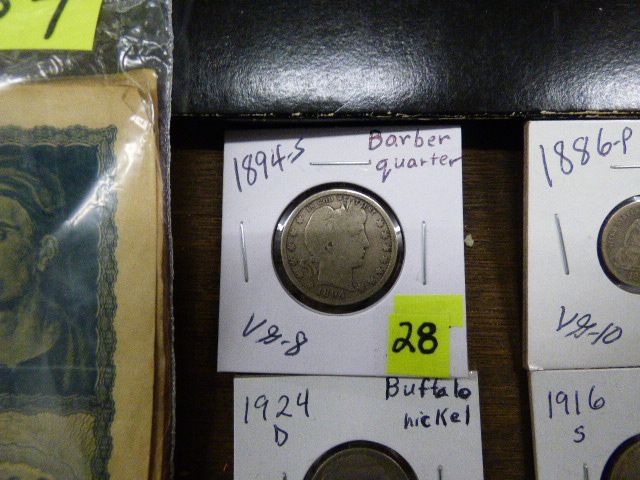 1894-S
Barber
quarter
VG-8
28
1886-P
VG-10
1924
D
Buffalo
nickel
1916
S